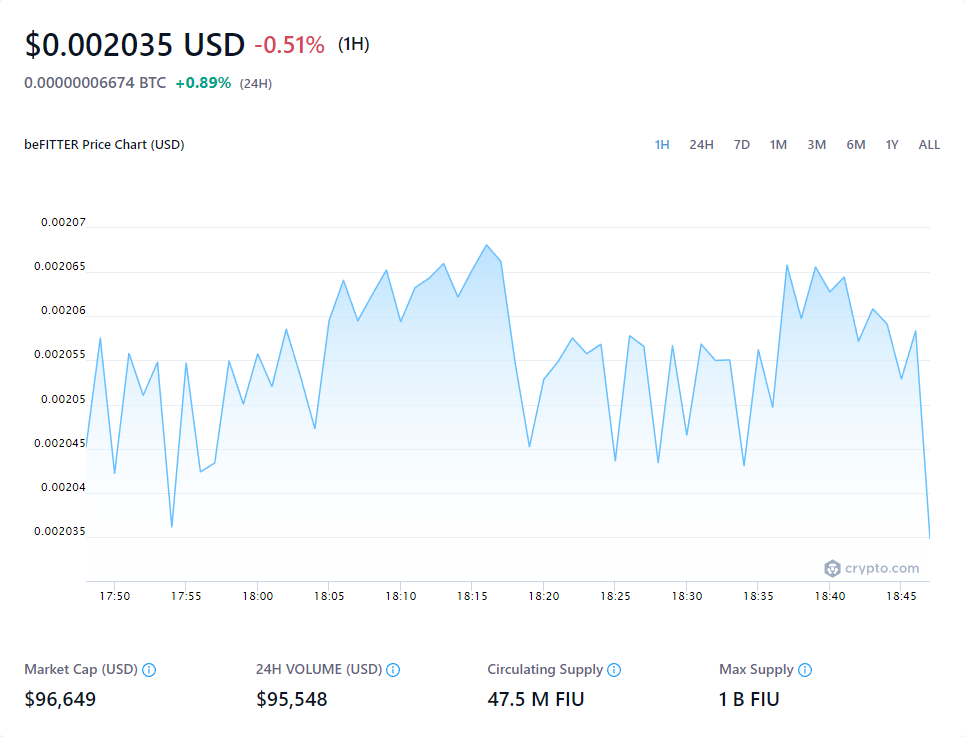 $0.002035 USD -0.51% (1H)
0.00000006674 BTC +0.89% (24H)
beFITTER Price Chart (USD) 1H 24H 7D 1M 3M 6M 1Y ALL
0.00207
0.002065
0.00206
0.002055
0.00205
0.002045
0.00204
0.002035
crypto.com
17:50 17:55 18:00 18:05 18:10 18:15 18:20 18:25 18:30 18:35 18:40 18:45
Market Cap (USD) 24H VOLUME (USD) Circulating Supply Max Supply
$96,649 $95,548 47.5 M FIU 1 B FIU